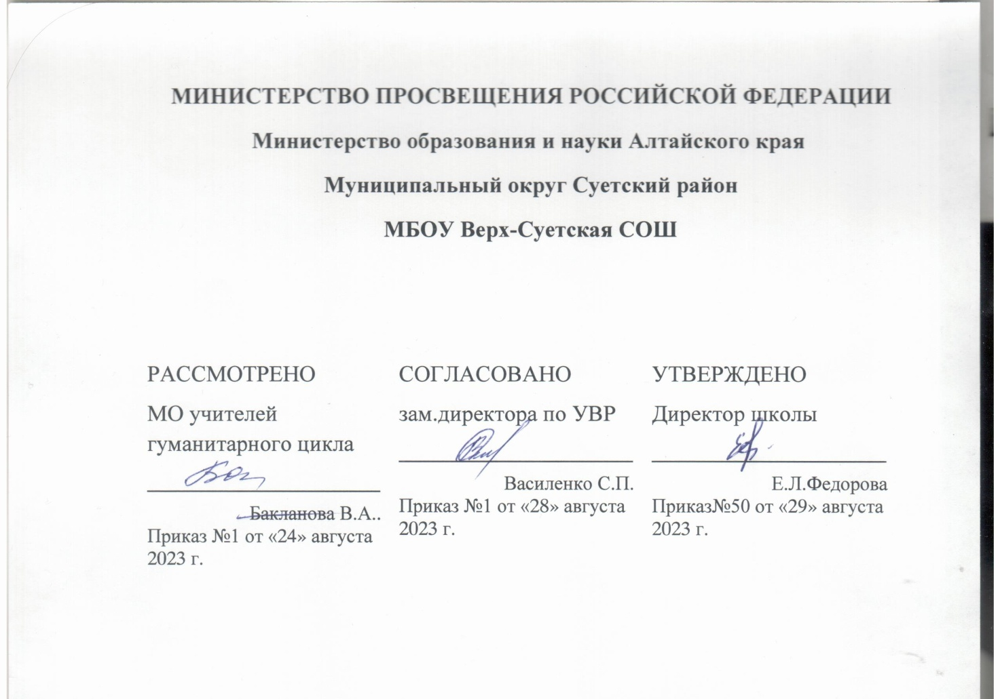 МИНИСТЕРСТВО ПРОСВЕЩЕНИЯ РОССИЙСКОЙ ФЕДЕРАЦИИ
Министерство образования и науки Алтайского края
Муниципальный округ Суетский район
МБОУ Верх-Суетская СОШ
РАССМОТРЕНО
МО учителей
гуманитарного цикла
Бакланова В.А..
Приказ №1 от «24» августа
2023 г.
СОГЛАСОВАНО
зам.директора по УВР
Василенко С.П.
Приказ №1 от «28» августа
2023 г.
УТВЕРЖДЕНО
Директор школы
Е.Л.Федорова
Приказ№50 от «29» августа
2023 г.